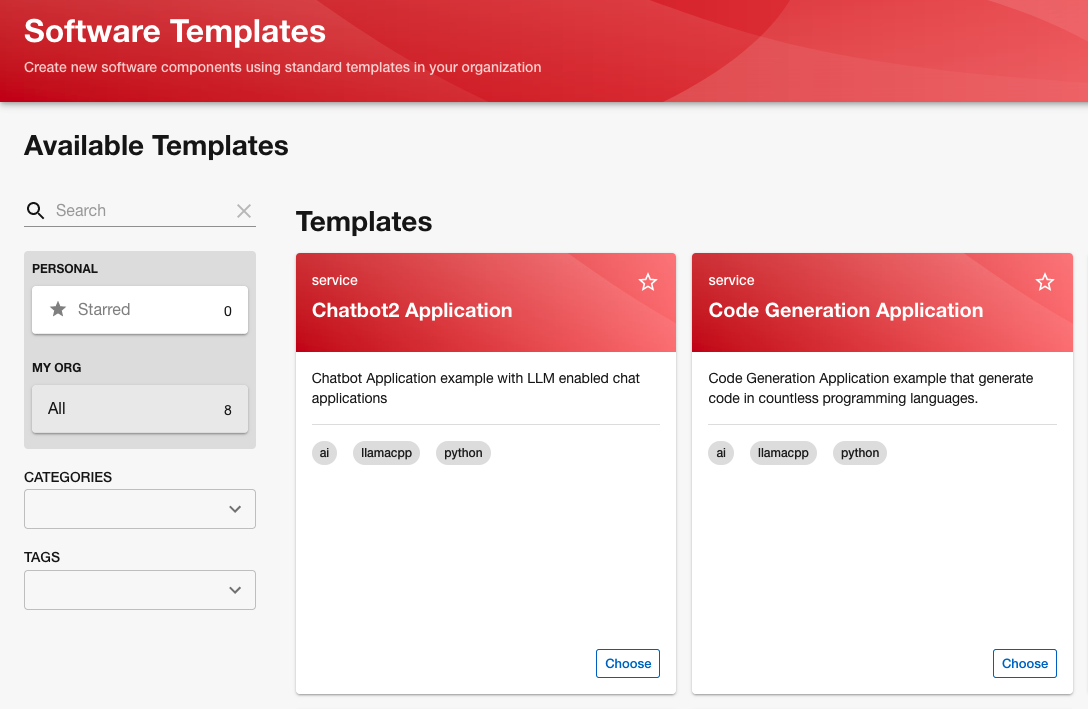 Software Templates
Create new software components using standard templates in your organization
Available Templates
Search
PERSONAL
Starred 0
MY ORG
All 8
CATEGORIES
TAGS
Templates
service
Chatbot2 Application
Chatbot Application example with LLM enabled chat
applications
ai llamacpp python
Choose
service
Code Generation Application
Code Generation Application example that generate
code in countless programming languages.
ai llamacpp python
Choose